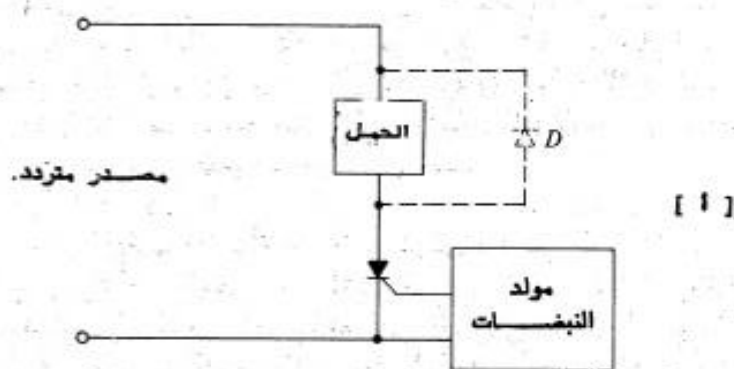 الحمل
D
مصدر متردد.
[ أ ]
مولد
النبضات